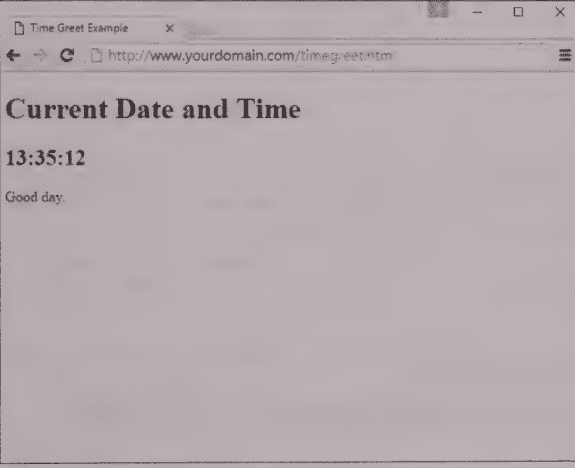 Time Greet Example
http://www.yourdomain.com/timegreet.htm
Current Date and Time
13:35:12
Good day.